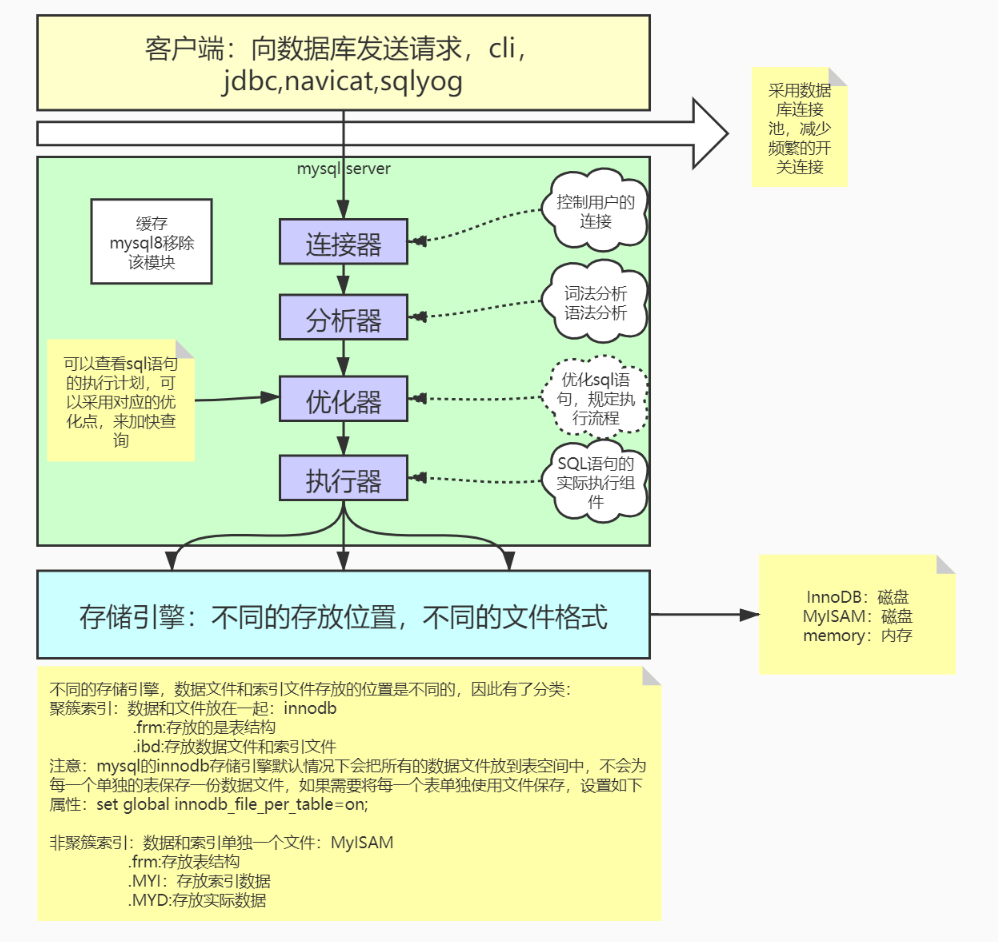 客户端：向数据库发送请求，cli，
jdbc,navicat,sqlyog
采用数据
库连接
池，减少
频繁的开
关连接
mysql server
缓存
mysql8移除
该模块
连接器
控制用户的
连接
分析器
词法分析
语法分析
可以查看sql语句
的执行计划，可
以采用对应的优
化点，来加快查
询
优化器
优化sql语
句，规定执
行流程
执行器
SQL语句的
实际执行组
件
存储引擎：不同的存放位置，不同的文件格式
InnoDB：磁盘
MyISAM：磁盘
memory：内存
不同的存储引擎，数据文件和索引文件存放的位置是不同的，因此有了分类：
聚簇索引：数据和文件放在一起：innodb
.frm:存放的是表结构
.ibd:存放数据文件和索引文件
注意：mysql的innodb存储引擎默认情况下会把所有的数据文件放到表空间中，不会为
每一个单独的表保存一份数据文件，如果需要将每一个表单独使用文件保存，设置如下
属性：set global innodb_file_per_table=on;
非聚簇索引：数据和索引单独一个文件：MyISAM
.frm:存放表结构
.MYI：存放索引数据
.MYD:存放实际数据